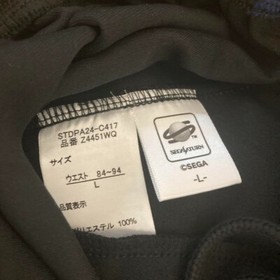 STDPA24-C417
品番 Z4451WQ
サイズ
ウエスト 84~94
L
品質表示
ポリエステル 100%
SEGA SATURN
©SEGA
-L-